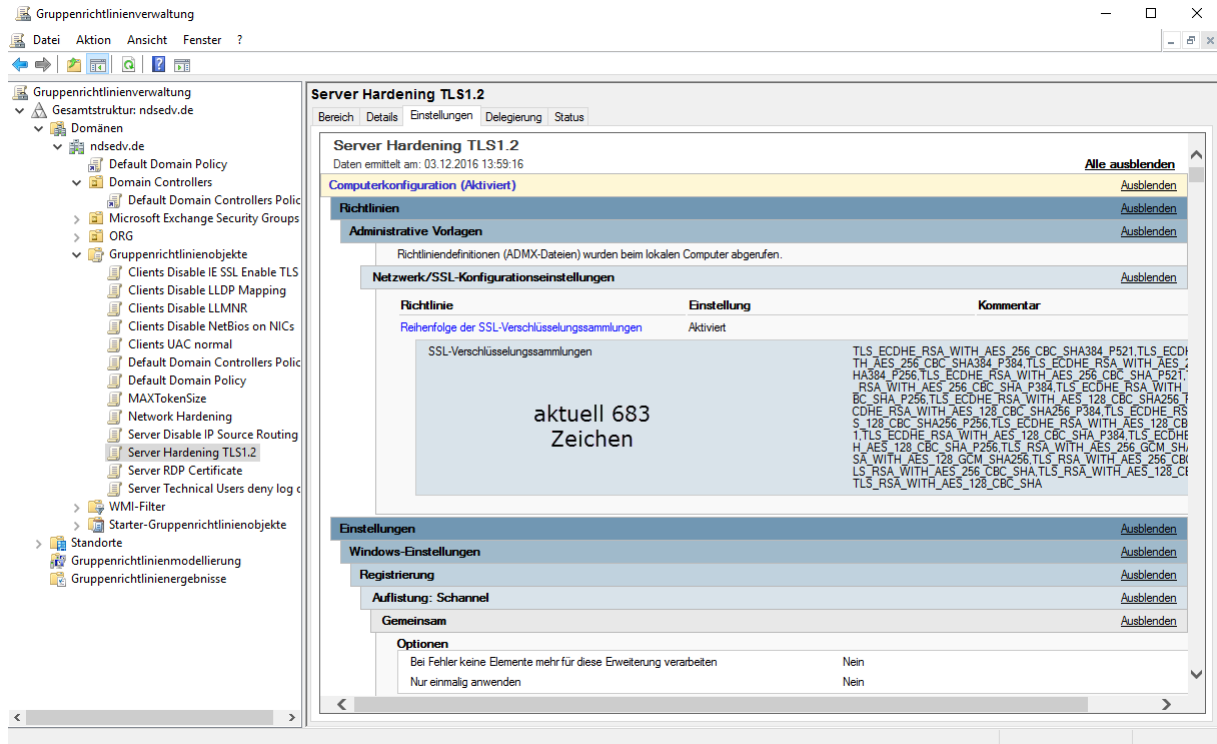 Gruppenrichtlinienverwaltung
Datei Aktion Ansicht Fenster ?
Gruppenrichtlinienverwaltung
Gesamtstruktur: ndsedv.de
Domänen
ndsedv.de
Default Domain Policy
Domain Controllers
Default Domain Controllers Polic
Microsoft Exchange Security Groups
ORG
Gruppenrichtlinienobjekte
Clients Disable IE SSL Enable TLS
Clients Disable LLDP Mapping
Clients Disable LLMNR
Clients Disable NetBios on NICs
Clients UAC normal
Default Domain Controllers Polic
Default Domain Policy
MAXTokenSize
Network Hardening
Server Disable IP Source Routing
Server Hardening TLS1.2
Server RDP Certificate
Server Technical Users deny log o
WMI-Filter
Starter-Gruppenrichtlinienobjekte
Standorte
Gruppenrichtlinienmodellierung
Gruppenrichtlinienergebnisse
Server Hardening TLS1.2
Bereich Details Einstellungen Delegierung Status
Server Hardening TLS1.2
Daten ermittelt am: 03.12.2016 13:59:16 Alle ausblenden
Computerkonfiguration (Aktiviert) Ausblenden
Richtlinien Ausblenden
Administrative Vorlagen Ausblenden
Richtliniendefinitionen (ADMX-Dateien) wurden beim lokalen Computer abgerufen.
Netzwerk/SSL-Konfigurationseinstellungen Ausblenden
Richtlinie Einstellung Kommentar
Reihenfolge der SSL-Verschlüsselungssammlungen Aktiviert
SSL-Verschlüsselungssammlungen
TLS_ECDHE_RSA_WITH_AES_256_CBC_SHA384_P521,TLS_ECDH
TH_AES_256_CBC_SHA384_P384,TLS_ECDHE_RSA_WITH_AES_2
HA384_P256,TLS_ECDHE_RSA_WITH_AES_256_CBC_SHA_P521,
_RSA_WITH_AES_256_CBC_SHA_P384,TLS_ECDHE_RSA_WITH_
BC_SHA_P256,TLS_ECDHE_RSA_WITH_AES_128_CBC_SHA256_P
CDHE_RSA_WITH_AES_128_CBC_SHA256_P384,TLS_ECDHE_RS
S_128_CBC_SHA256_P256,TLS_ECDHE_RSA_WITH_AES_128_CB
1,TLS_ECDHE_RSA_WITH_AES_128_CBC_SHA_P384,TLS_ECDHE
H_AES_128_CBC_SHA_P256,TLS_RSA_WITH_AES_256_GCM_SH
SA_WITH_AES_128_GCM_SHA256,TLS_RSA_WITH_AES_256_CBC
LS_RSA_WITH_AES_256_CBC_SHA,TLS_RSA_WITH_AES_128_CB
TLS_RSA_WITH_AES_128_CBC_SHA
aktuell 683
Zeichen
Einstellungen Ausblenden
Windows-Einstellungen Ausblenden
Registrierung Ausblenden
Auflistung: Schannel Ausblenden
Gemeinsam Ausblenden
Optionen
Bei Fehler keine Elemente mehr für diese Erweiterung verarbeiten Nein
Nur einmalig anwenden Nein